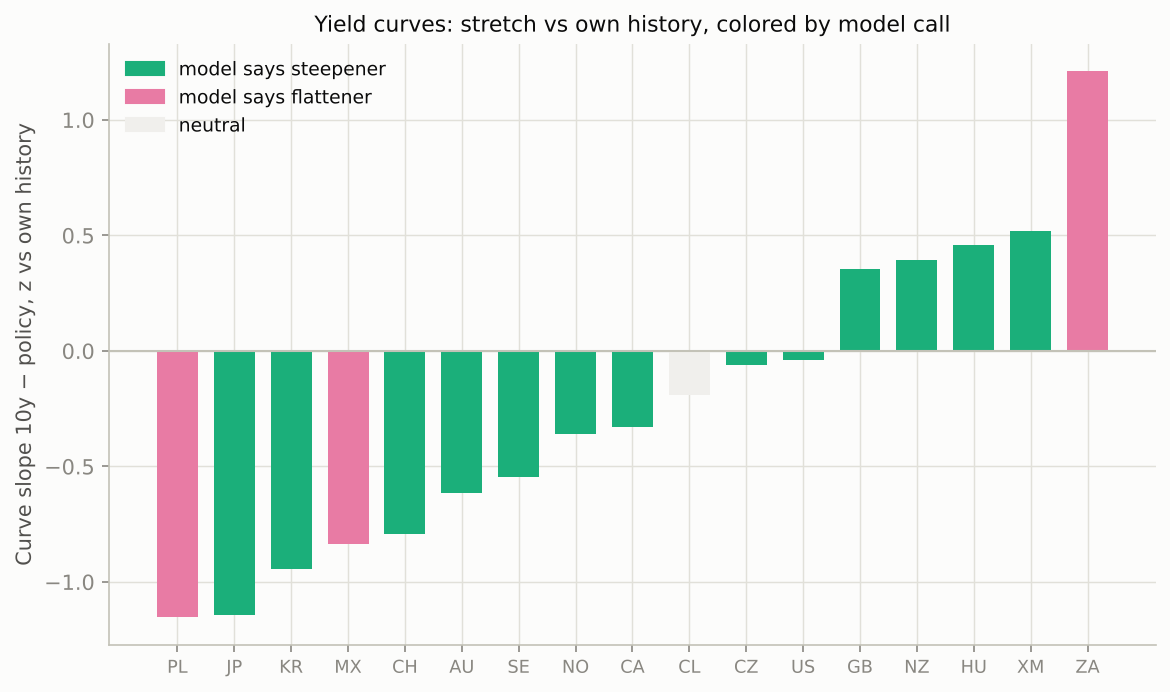 Yield curves: stretch vs own history, colored by model call
model says steepener
model says flattener
neutral
Curve slope 10y − policy, z vs own history
1.0
0.5
0.0
−0.5
−1.0
PL JP KR MX CH AU SE NO CA CL CZ US GB NZ HU XM ZA